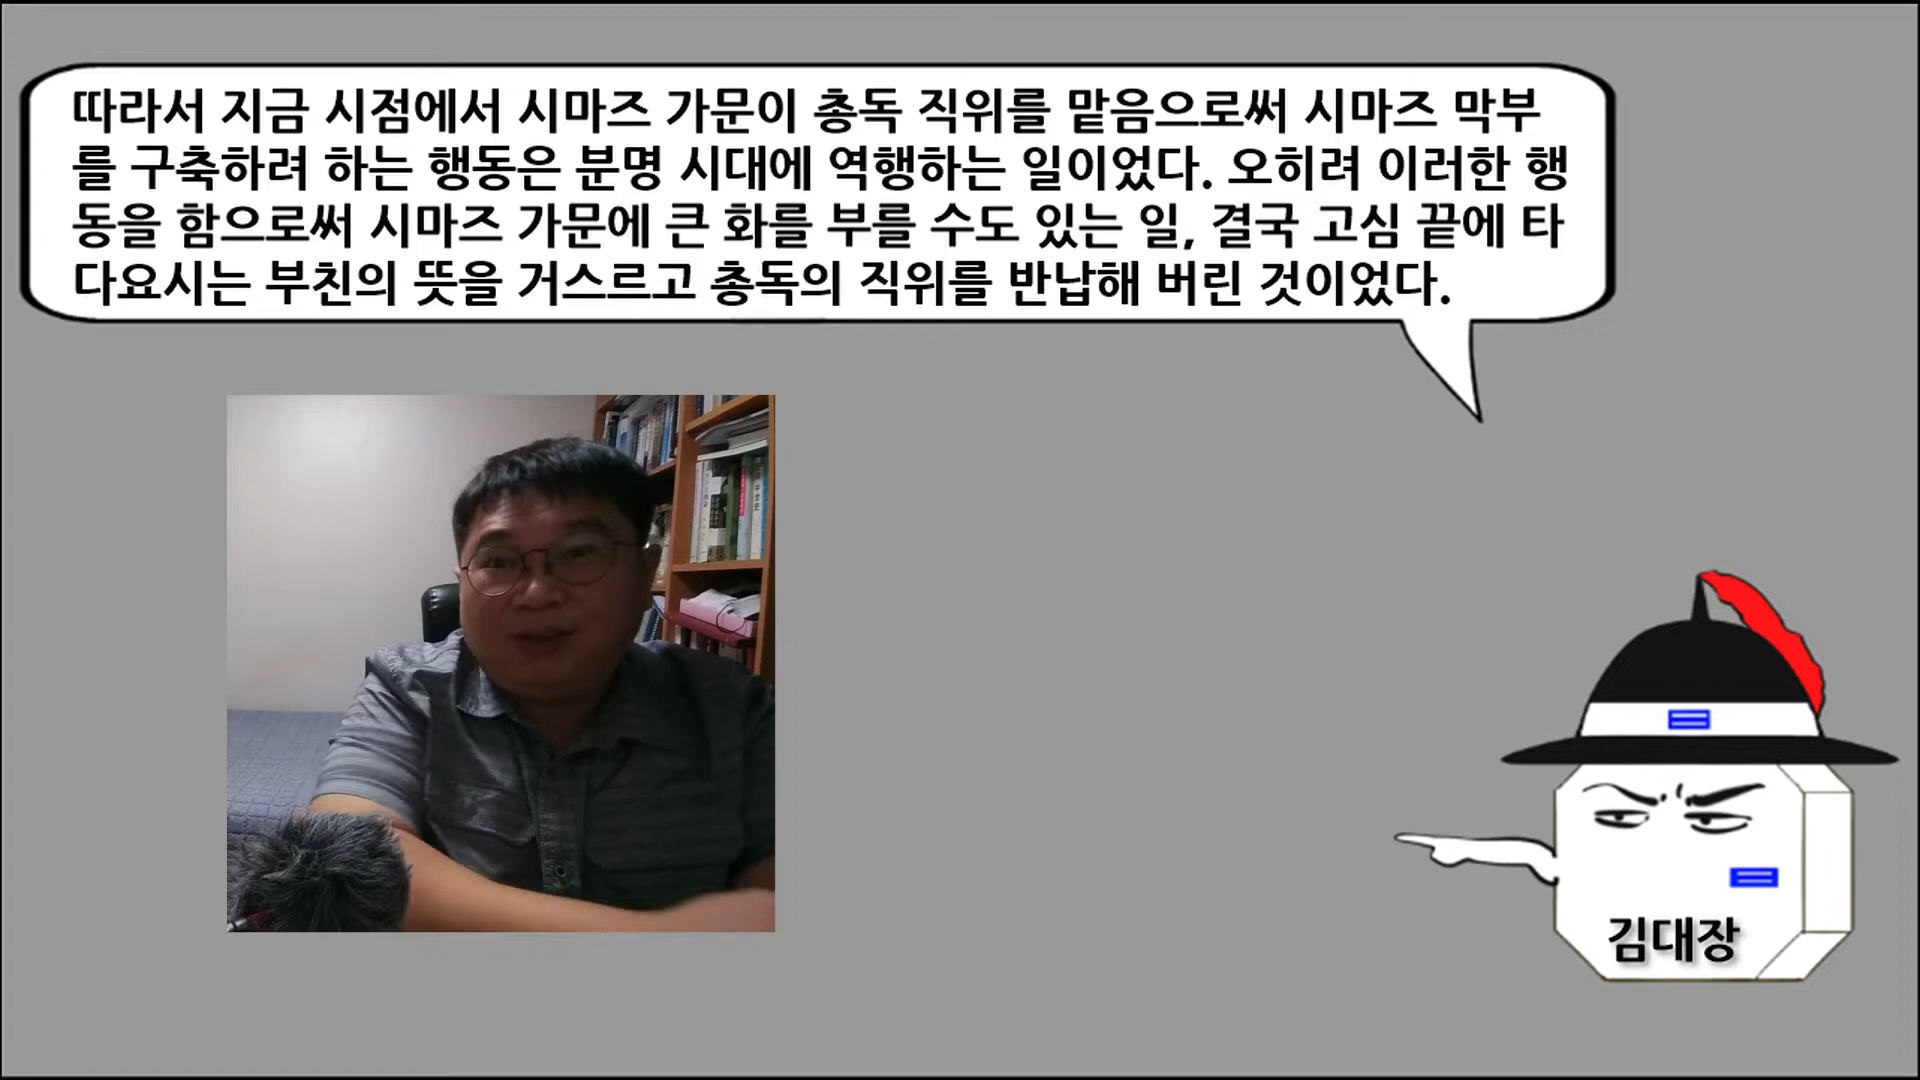 따라서 지금 시점에서 시마즈 가문이 총독 직위를 맡음으로써 시마즈 막부
를 구축하려 하는 행동은 분명 시대에 역행하는 일이었다. 오히려 이러한 행
동을 함으로써 시마즈 가문에 큰 화를 부를 수도 있는 일, 결국 고심 끝에 타
다요시는 부친의 뜻을 거스르고 총독의 직위를 반납해 버린 것이었다.
김대장